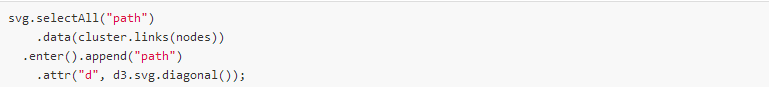 svg.selectAll("path")
    .data(cluster.links(nodes))
  .enter().append("path")
    .attr("d", d3.svg.diagonal());